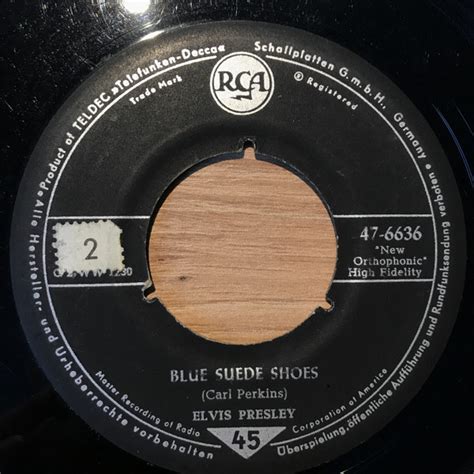 «Product of TELDEC »Telefunken-Decca« Schallplatten G.m.b.H., Germany
Trade Mark
RCA
® Registered
2
47-6636
"New
Orthophonic"
High Fidelity
BLUE SUEDE SHOES
(Carl Perkins)
ELVIS PRESLEY
45
Master Recording of Radio Corporation of America
Alle Hersteller- und Urheberrechte vorbehalten
Überspielung, öffentliche Aufführung und Rundfunksendung verboten